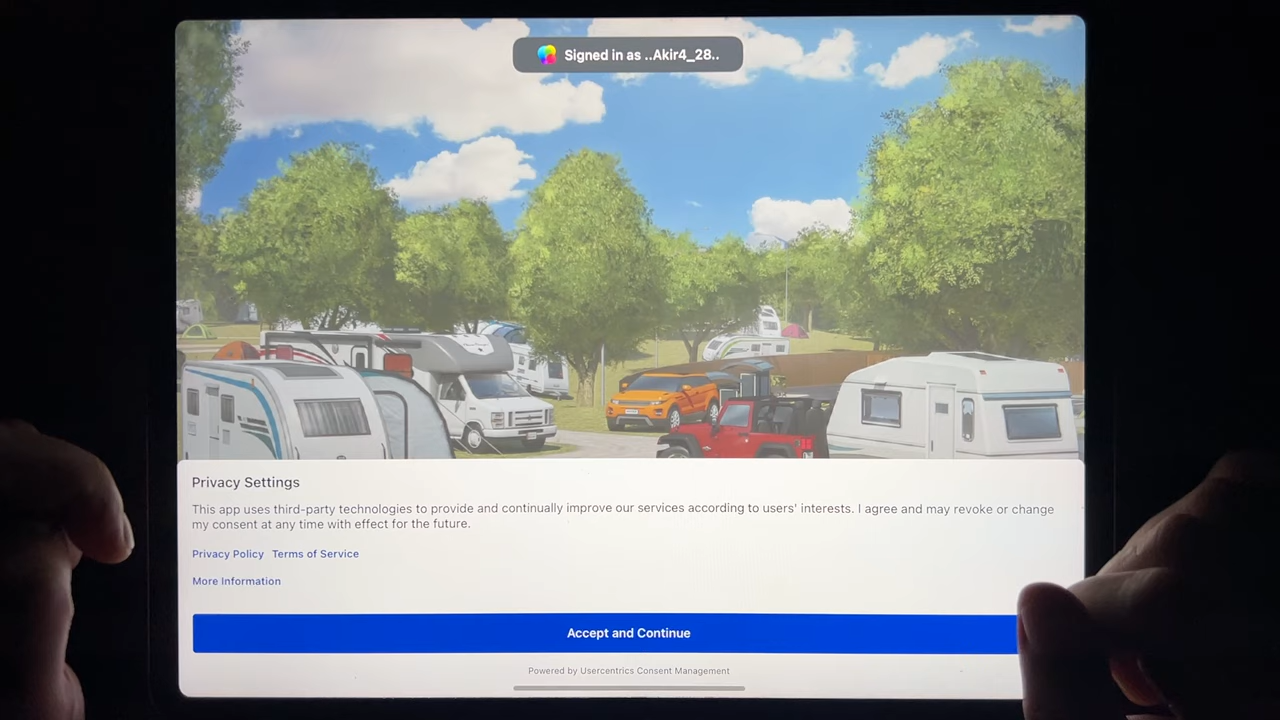 Signed in as ..Akir4_28..
Privacy Settings
This app uses third-party technologies to provide and continually improve our services according to users' interests. I agree and may revoke or change
my consent at any time with effect for the future.
Privacy Policy Terms of Service
More Information
Accept and Continue
Powered by Usercentrics Consent Management